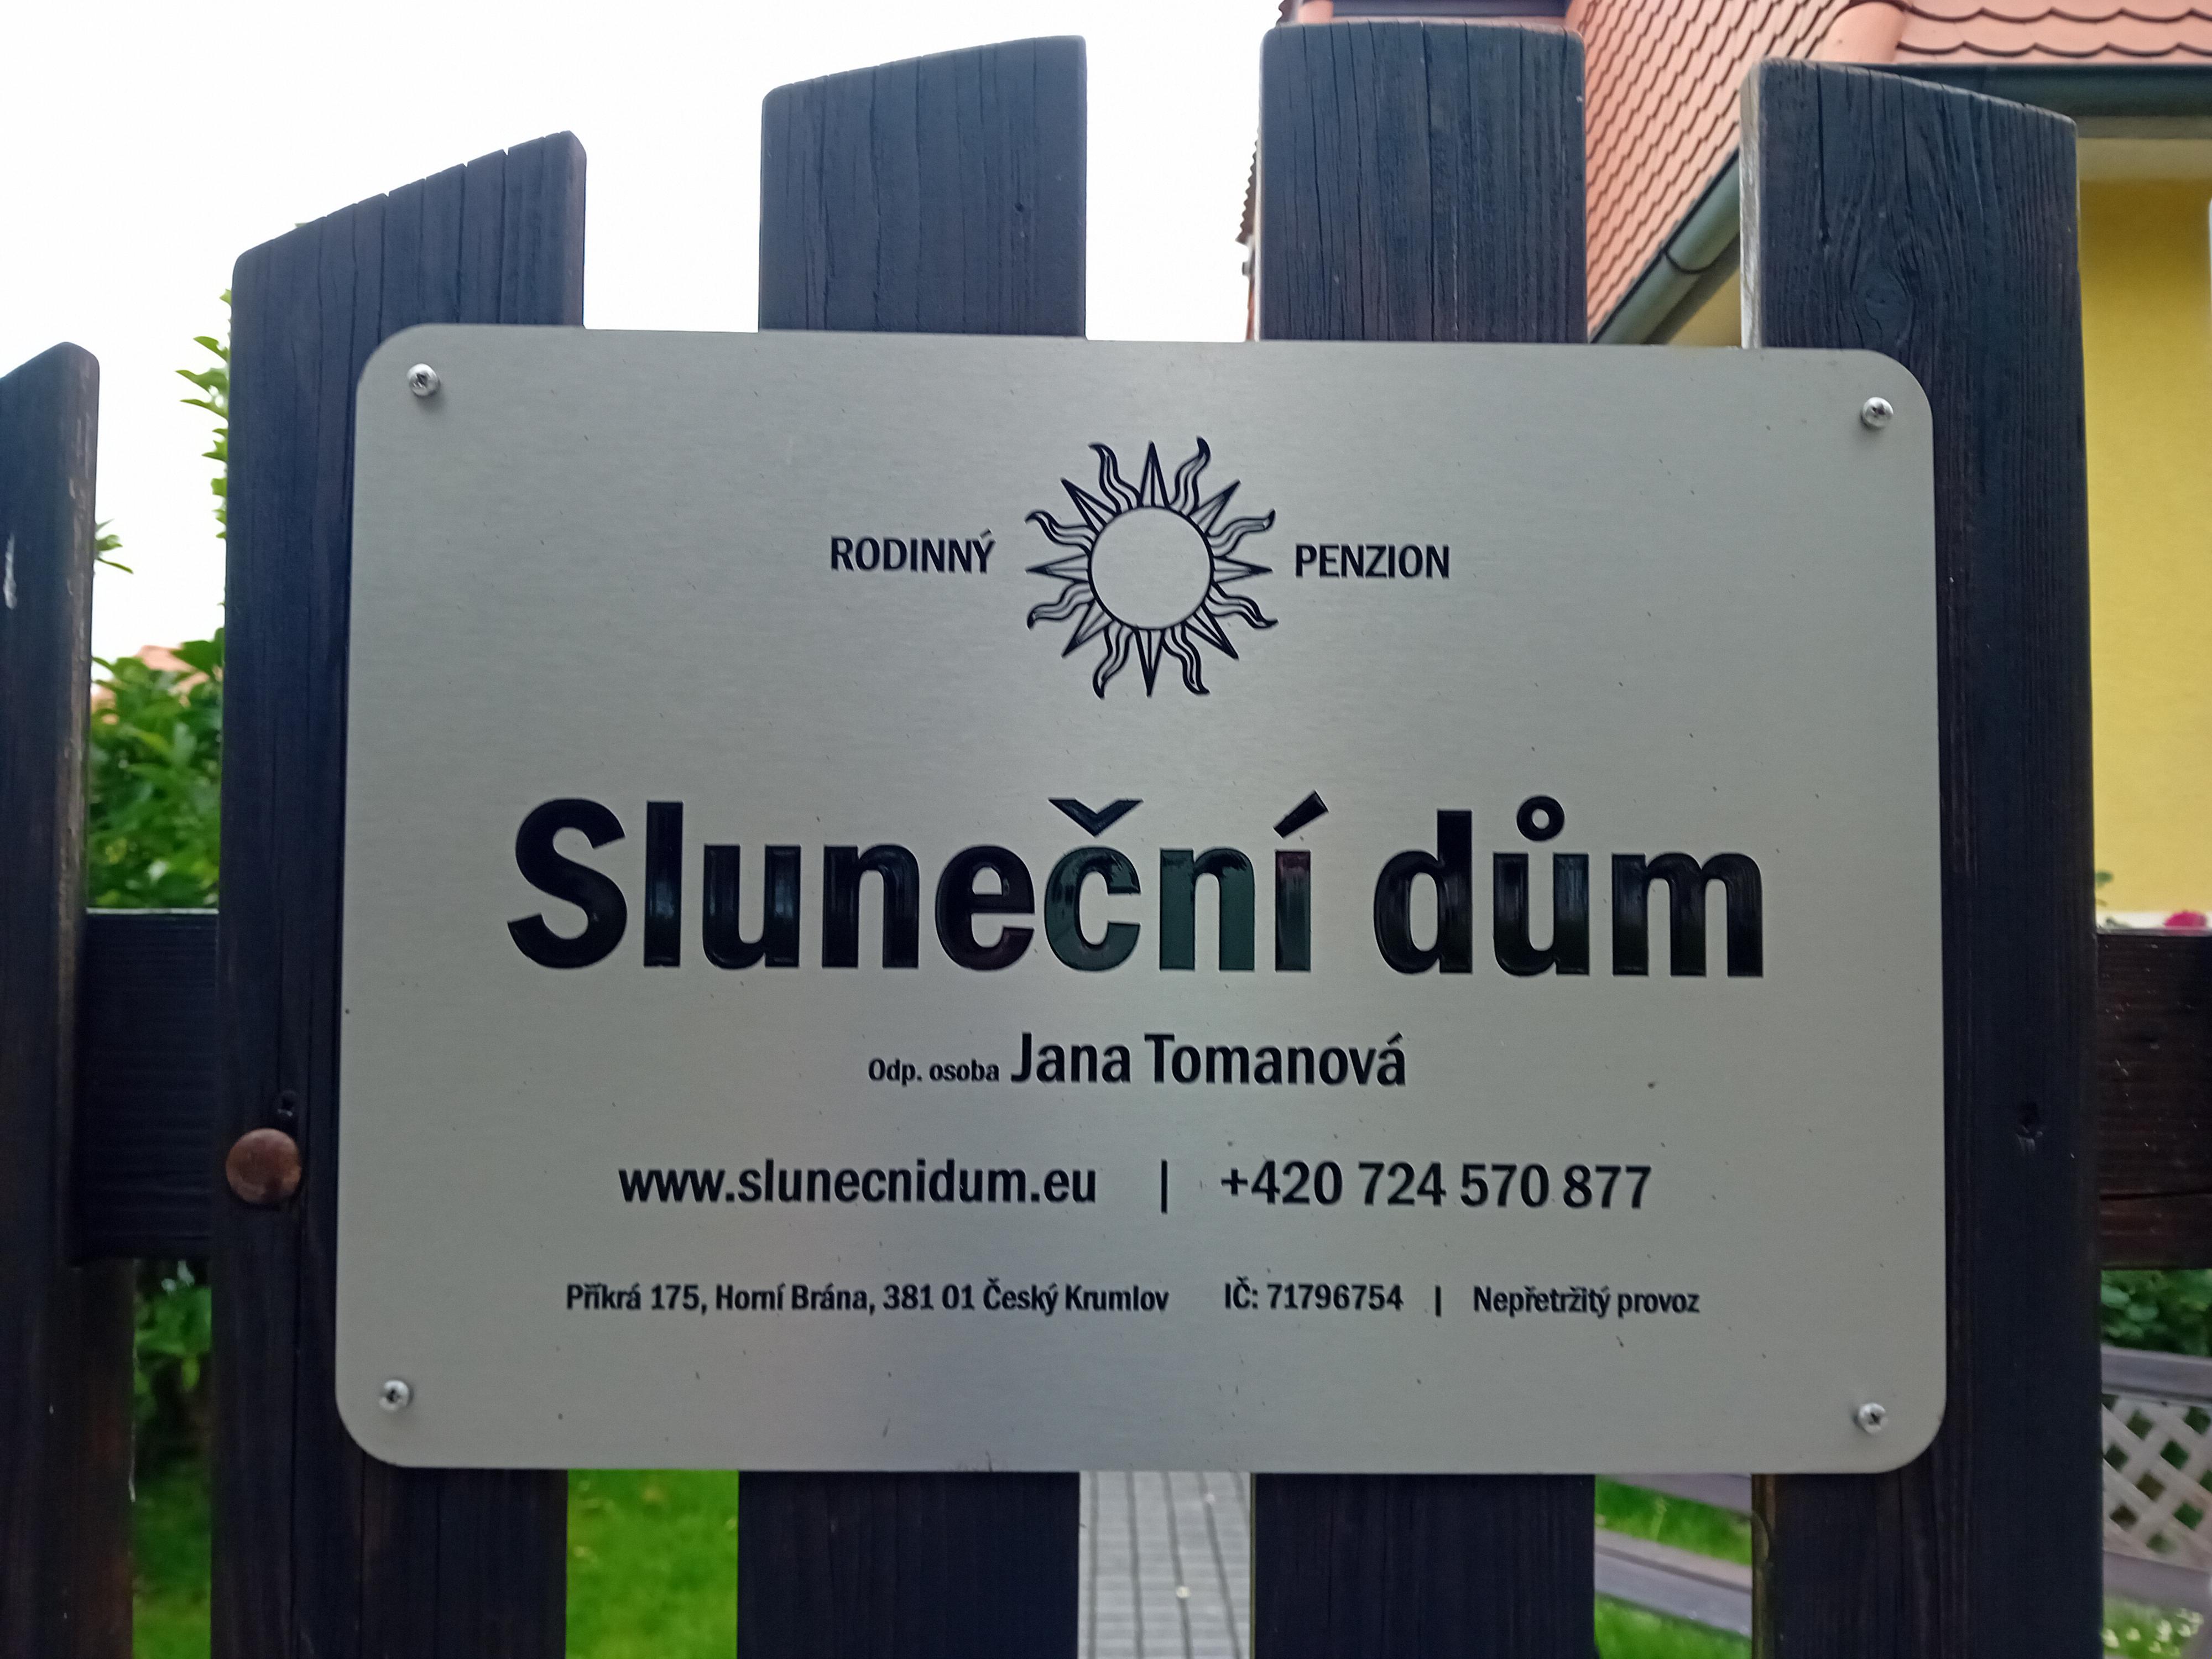 RODINNÝ PENZION
Sluneční dům
Odp. osoba Jana Tomanová
www.slunecnidum.eu | +420 724 570 877
Příkrá 175, Horní Brána, 381 01 Český Krumlov IČ: 71796754 | Nepřetržitý provoz